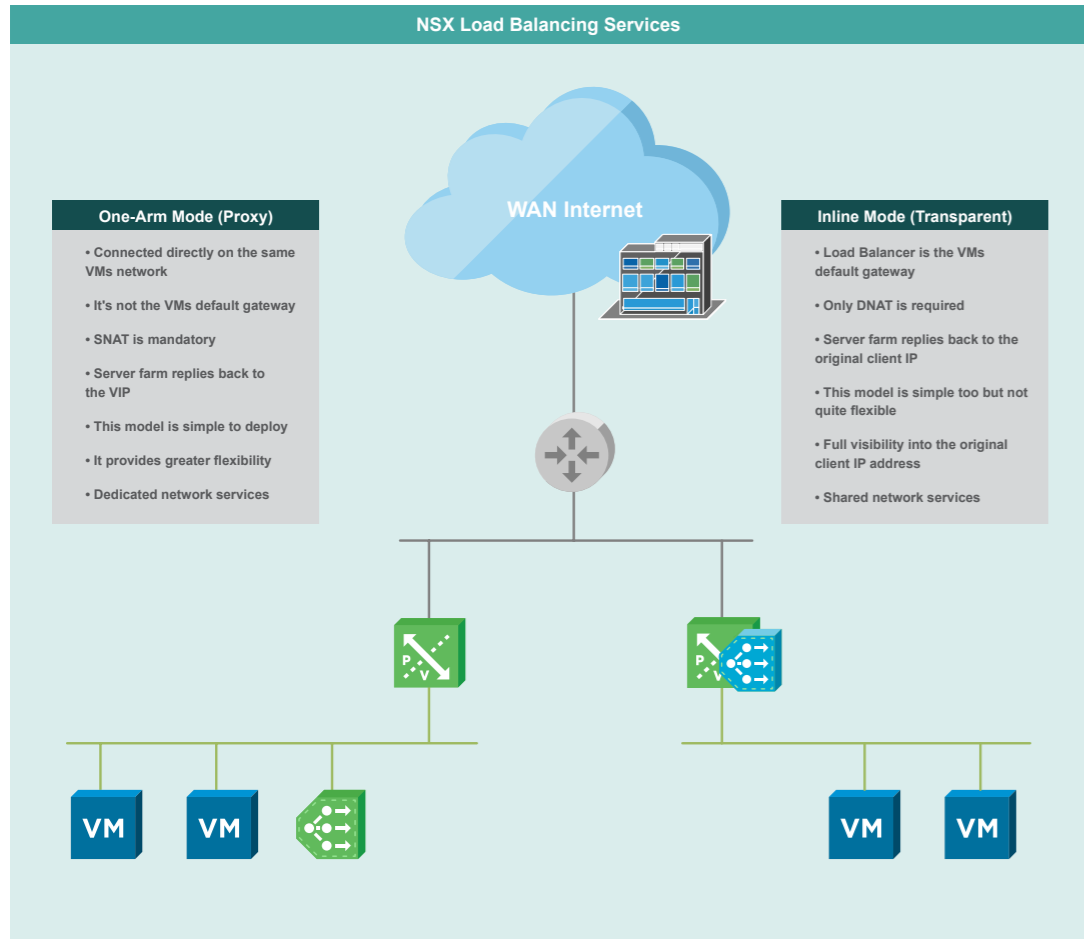 NSX Load Balancing Services
WAN Internet
One-Arm Mode (Proxy)
• Connected directly on the same
VMs network
• It's not the VMs default gateway
• SNAT is mandatory
• Server farm replies back to
the VIP
• This model is simple to deploy
• It provides greater flexibility
• Dedicated network services
Inline Mode (Transparent)
• Load Balancer is the VMs
default gateway
• Only DNAT is required
• Server farm replies back to the
original client IP
• This model is simple too but not
quite flexible
• Full visibility into the original
client IP address
• Shared network services
P
V
P
V
VM
VM
VM
VM